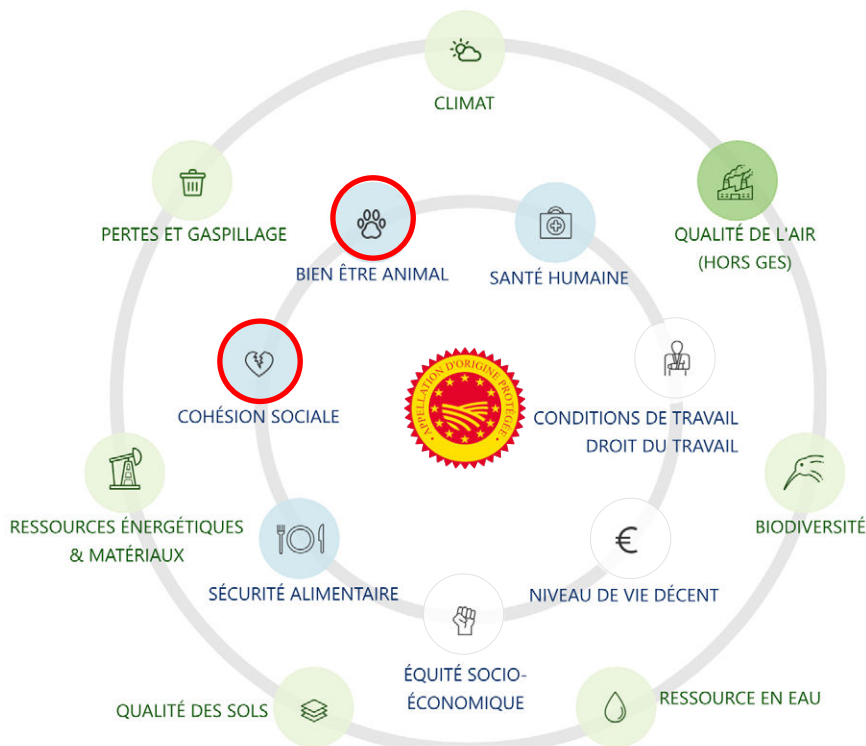 CLIMAT
PERTES ET GASPILLAGE
QUALITÉ DE L'AIR
(HORS GES)
BIEN ÊTRE ANIMAL
SANTÉ HUMAINE
COHÉSION SOCIALE
• APPELLATION D'ORIGINE PROTÉGÉE
CONDITIONS DE TRAVAIL
DROIT DU TRAVAIL
RESSOURCES ÉNERGÉTIQUES
& MATÉRIAUX
BIODIVERSITÉ
€
SÉCURITÉ ALIMENTAIRE
NIVEAU DE VIE DÉCENT
ÉQUITÉ SOCIO-
ÉCONOMIQUE
QUALITÉ DES SOLS
RESSOURCE EN EAU